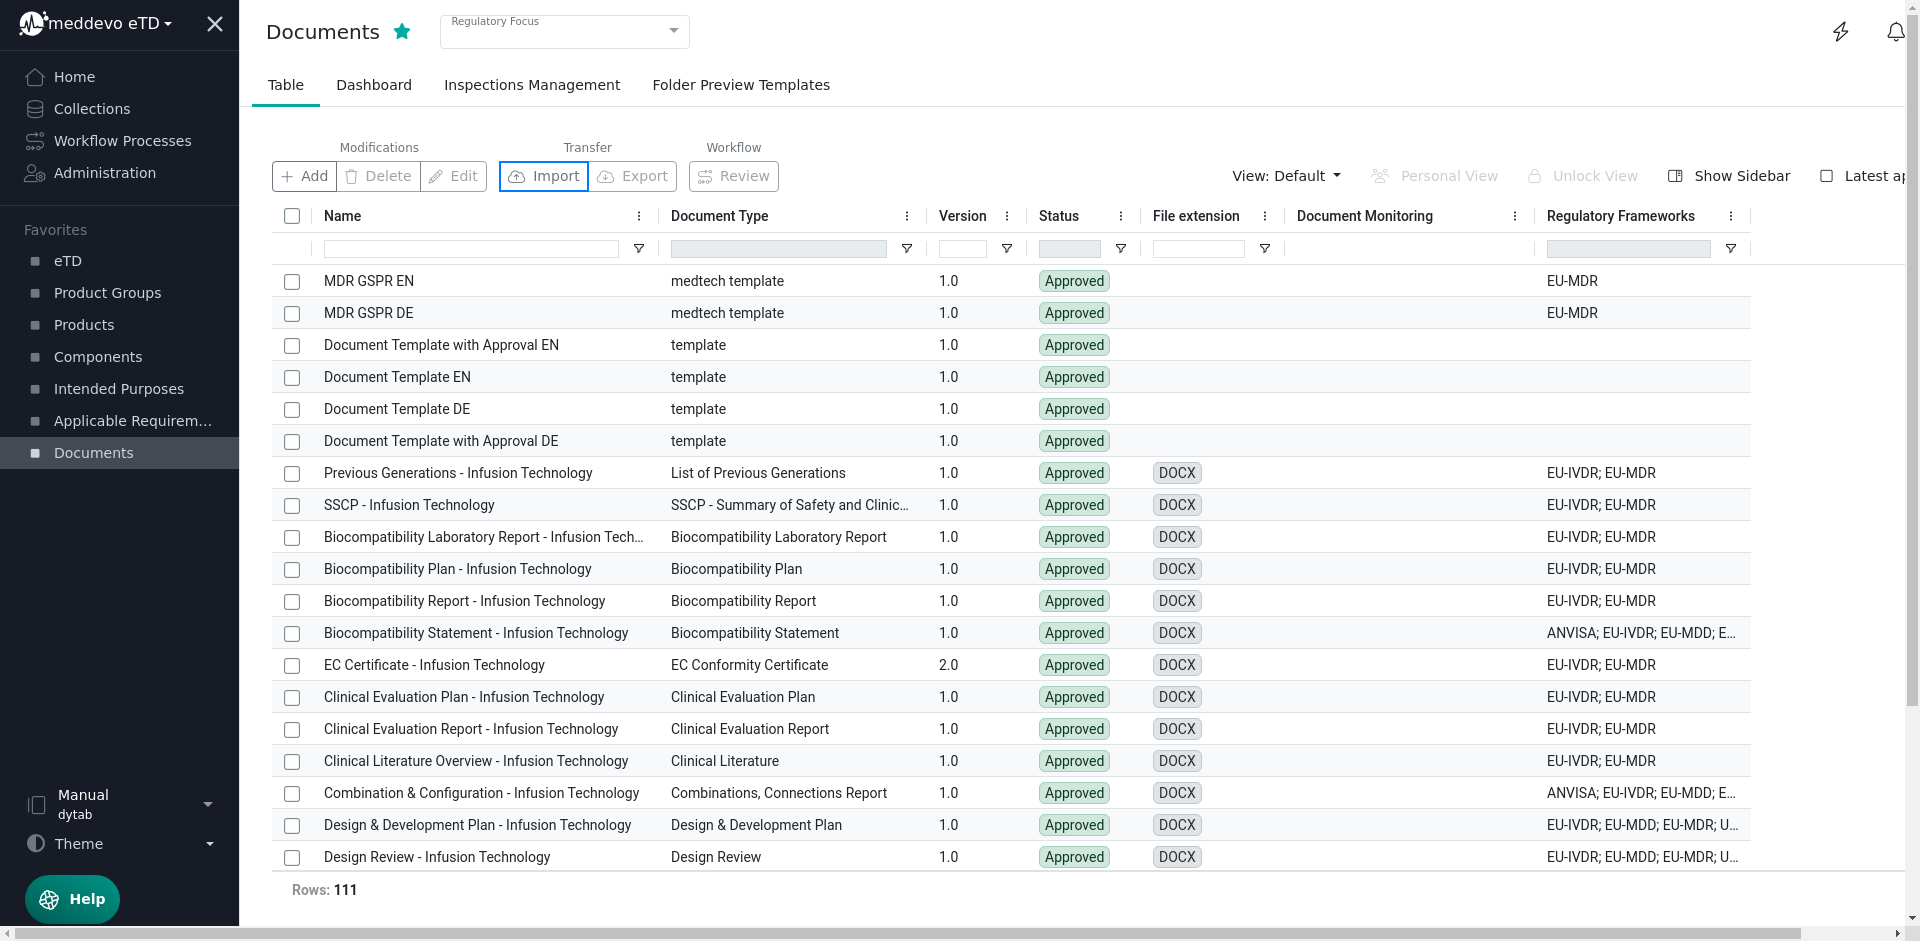 meddevo eTD
Home
Collections
Workflow Processes
Administration
Favorites
eTD
Product Groups
Products
Components
Intended Purposes
Applicable Requirem...
Documents
Manual
dytab
Theme
Help
Documents
Regulatory Focus
Table Dashboard Inspections Management Folder Preview Templates
Modifications Transfer Workflow
Add Delete Edit Import Export Review View: Default Personal View Unlock View Show Sidebar Latest ap
Name Document Type Version Status File extension Document Monitoring Regulatory Frameworks
MDR GSPR EN medtech template 1.0 Approved EU-MDR
MDR GSPR DE medtech template 1.0 Approved EU-MDR
Document Template with Approval EN template 1.0 Approved
Document Template EN template 1.0 Approved
Document Template DE template 1.0 Approved
Document Template with Approval DE template 1.0 Approved
Previous Generations - Infusion Technology List of Previous Generations 1.0 Approved DOCX EU-IVDR; EU-MDR
SSCP - Infusion Technology SSCP - Summary of Safety and Clinic... 1.0 Approved DOCX EU-IVDR; EU-MDR
Biocompatibility Laboratory Report - Infusion Tech... Biocompatibility Laboratory Report 1.0 Approved DOCX EU-IVDR; EU-MDR
Biocompatibility Plan - Infusion Technology Biocompatibility Plan 1.0 Approved DOCX EU-IVDR; EU-MDR
Biocompatibility Report - Infusion Technology Biocompatibility Report 1.0 Approved DOCX EU-IVDR; EU-MDR
Biocompatibility Statement - Infusion Technology Biocompatibility Statement 1.0 Approved DOCX ANVISA; EU-IVDR; EU-MDD; E...
EC Certificate - Infusion Technology EC Conformity Certificate 2.0 Approved DOCX EU-IVDR; EU-MDR
Clinical Evaluation Plan - Infusion Technology Clinical Evaluation Plan 1.0 Approved DOCX EU-IVDR; EU-MDR
Clinical Evaluation Report - Infusion Technology Clinical Evaluation Report 1.0 Approved DOCX EU-IVDR; EU-MDR
Clinical Literature Overview - Infusion Technology Clinical Literature 1.0 Approved DOCX EU-IVDR; EU-MDR
Combination & Configuration - Infusion Technology Combinations, Connections Report 1.0 Approved DOCX ANVISA; EU-IVDR; EU-MDD; E...
Design & Development Plan - Infusion Technology Design & Development Plan 1.0 Approved DOCX EU-IVDR; EU-MDD; EU-MDR; U...
Design Review - Infusion Technology Design Review 1.0 Approved DOCX EU-IVDR; EU-MDD; EU-MDR; U...
Rows: 111